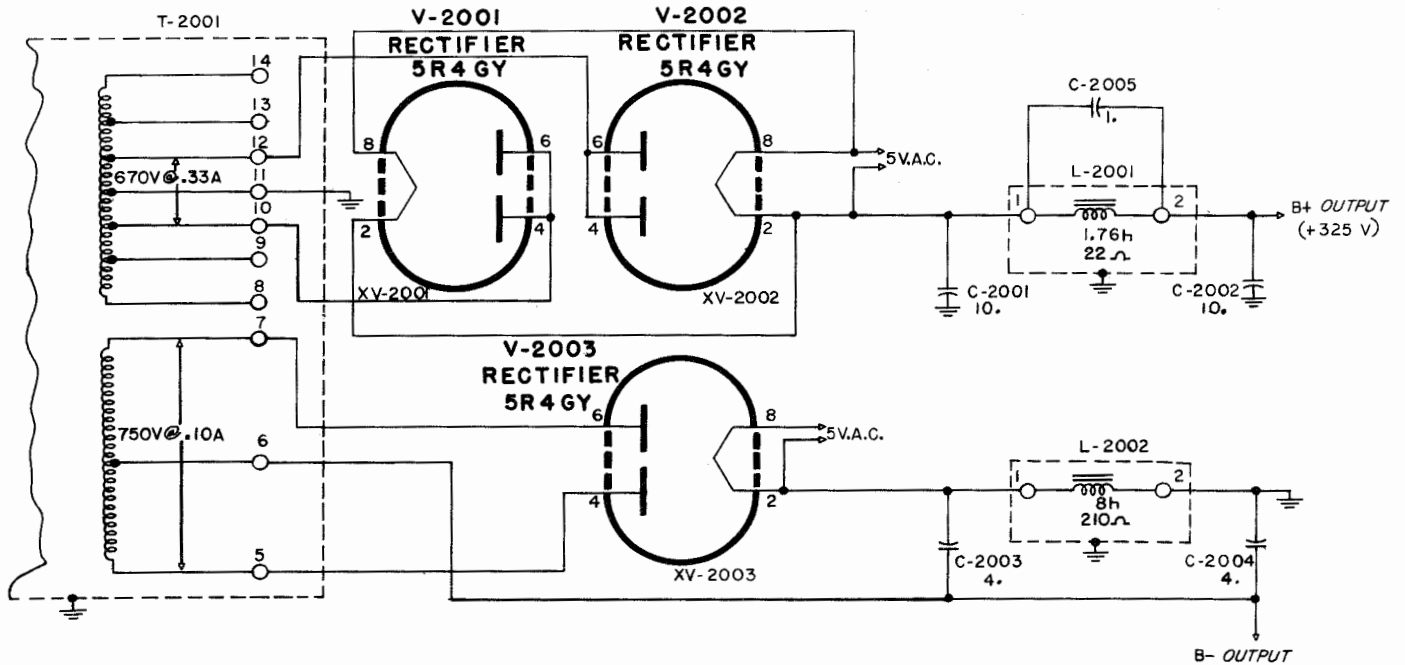 T-2001
V-2001
RECTIFIER
5R4GY
V-2002
RECTIFIER
5R4GY
14
13
12
670V@.33A
11
10
9
8
7
750V@.10A
6
5
8
2
6
4
XV-2001
6
4
8
2
XV-2002
5V.A.C.
C-2005
1.
L-2001
1
2
1.76h
22Ω
B+ OUTPUT
(+325 V)
C-2001
10.
C-2002
10.
V-2003
RECTIFIER
5R4GY
6
4
8
2
XV-2003
5V.A.C.
L-2002
1
2
8h
210Ω
C-2003
4.
C-2004
4.
B- OUTPUT